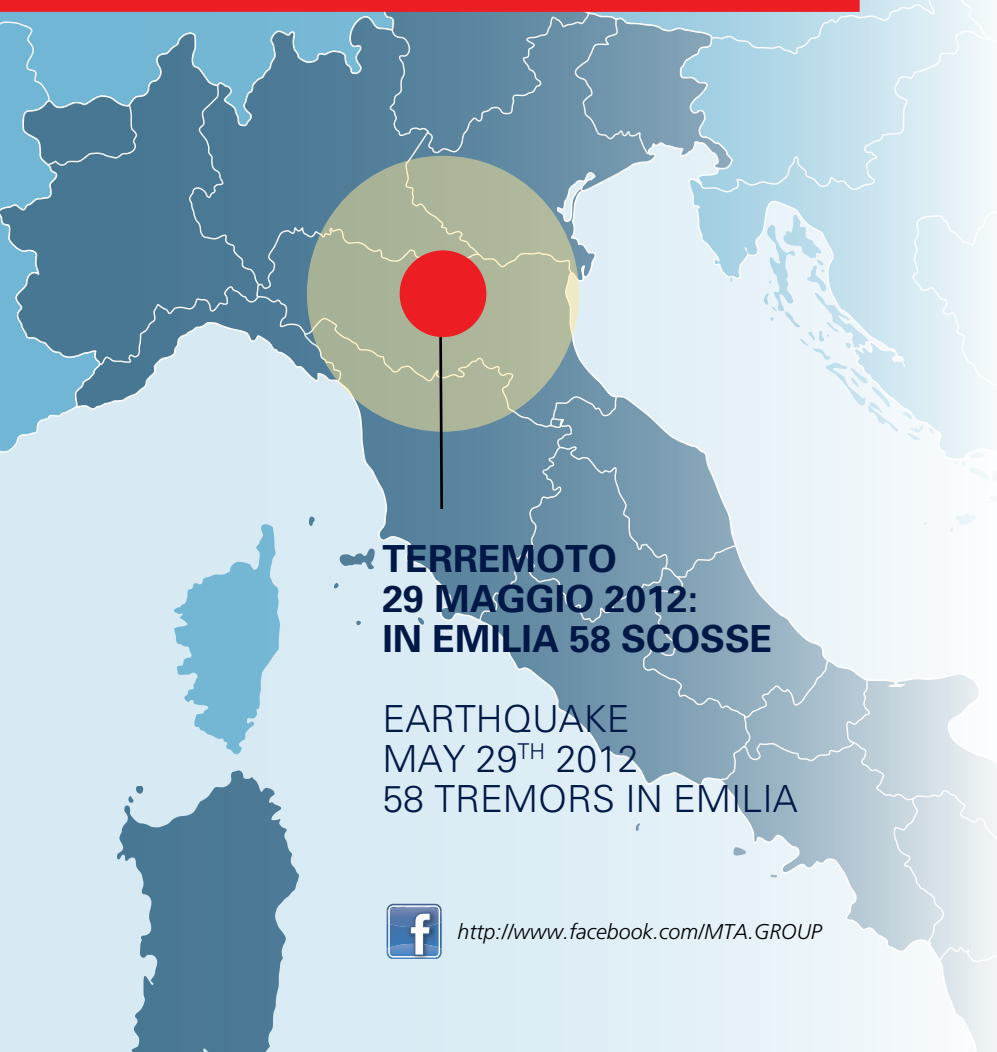 TERREMOTO
29 MAGGIO 2012:
IN EMILIA 58 SCOSSE
EARTHQUAKE
MAY 29TH 2012
58 TREMORS IN EMILIA
f http://www.facebook.com/MTA.GROUP